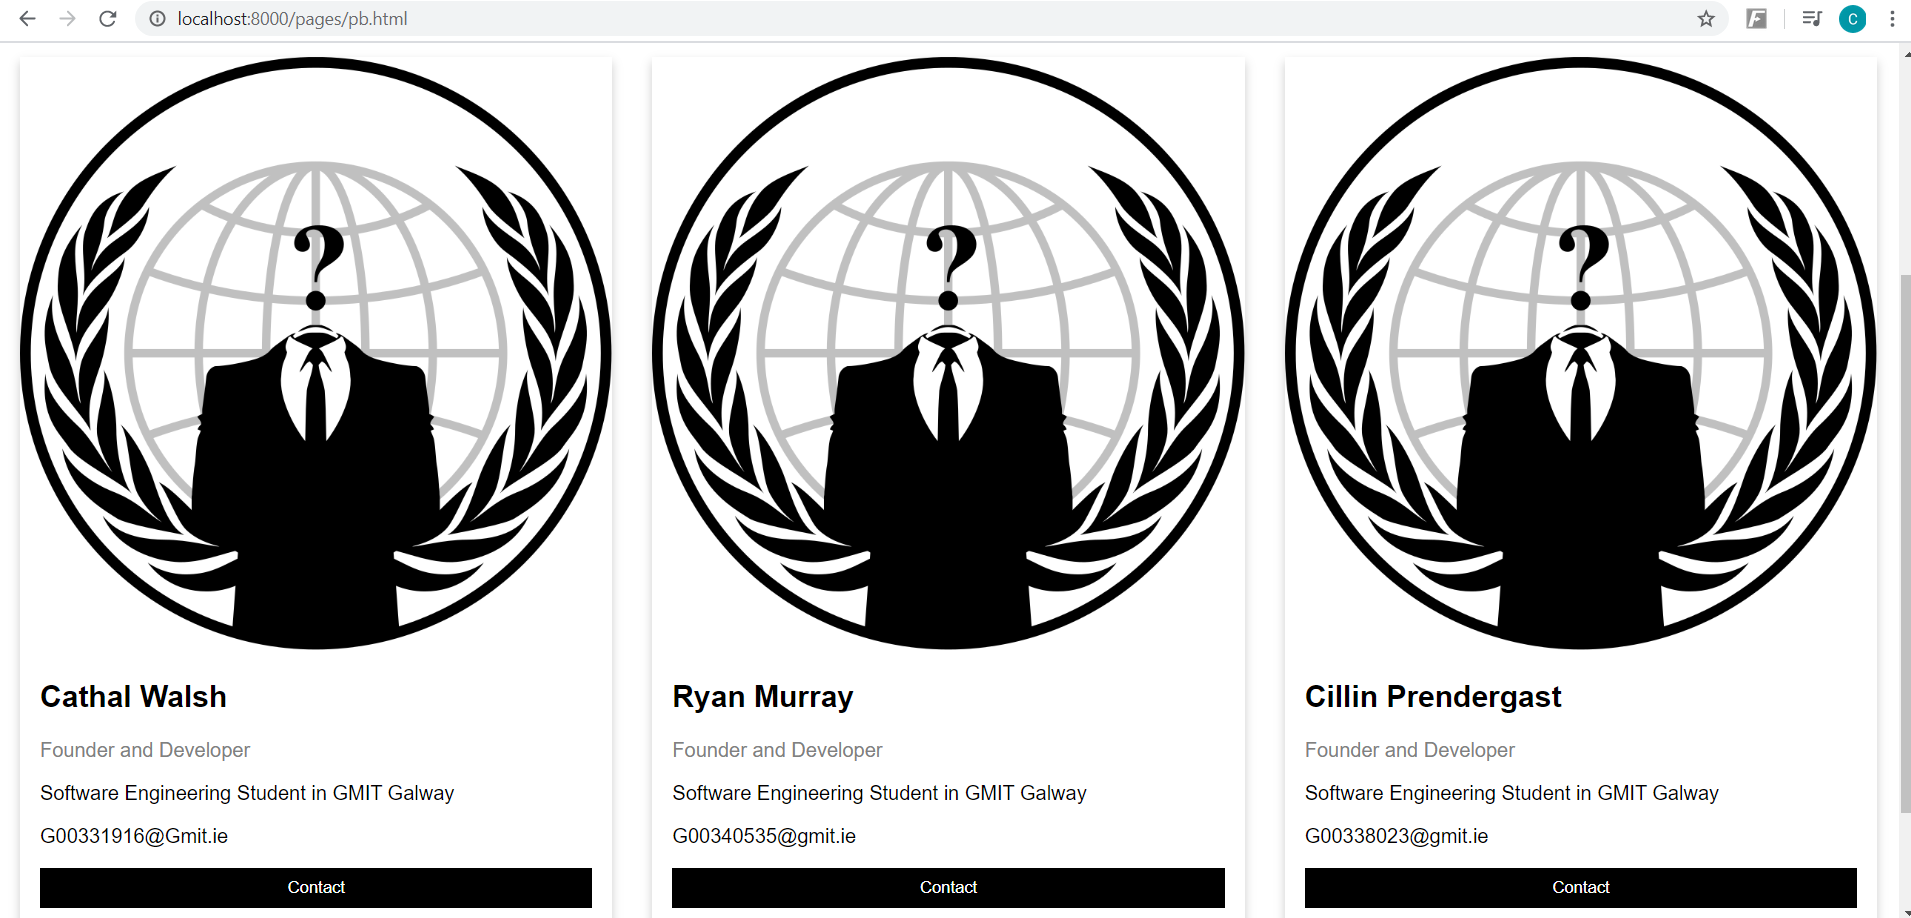 localhost:8000/pages/pb.html
C
?
?
?
Cathal Walsh
Founder and Developer
Software Engineering Student in GMIT Galway
G00331916@Gmit.ie
Contact
Ryan Murray
Founder and Developer
Software Engineering Student in GMIT Galway
G00340535@gmit.ie
Contact
Cillin Prendergast
Founder and Developer
Software Engineering Student in GMIT Galway
G00338023@gmit.ie
Contact